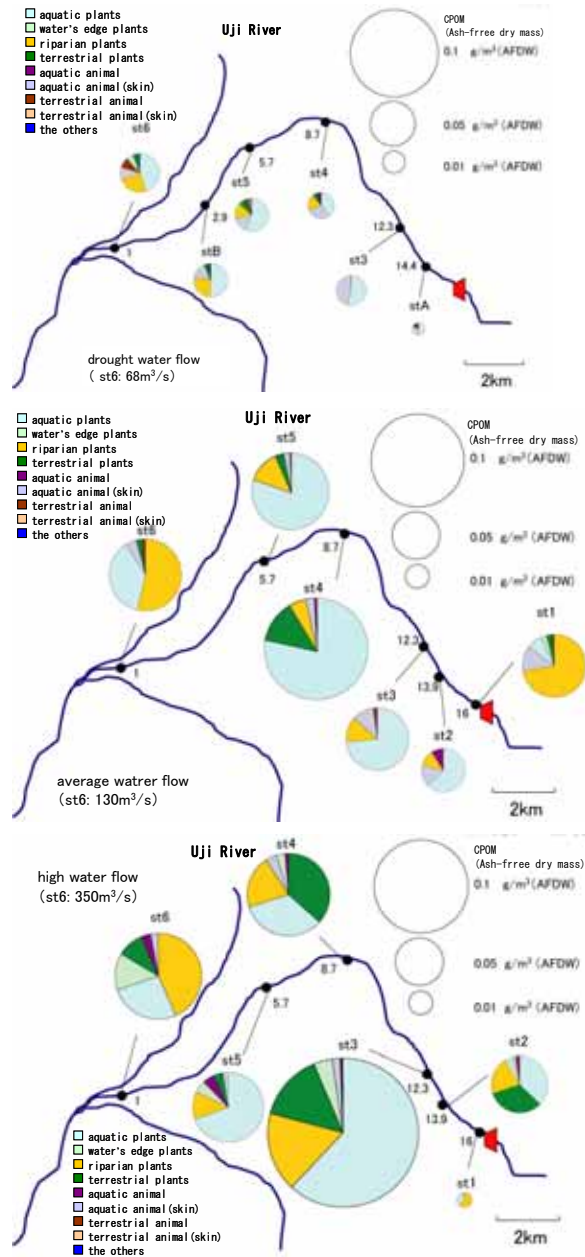 aquatic plants
water's edge plants
riparian plants
terrestrial plants
aquatic animal
aquatic animal(skin)
terrestrial animal
terrestrial animal(skin)
the others
Uji River
CPOM
(Ash-frree dry mass)
0.1 g/m³(AFDW)
0.05 g/m³(AFDW)
0.01 g/m³(AFDW)
st6
8.7
5.7
st5
st4
2.9
12.3
st3
1
stB
14.4
stA
drought water flow
( st6: 68m³/s)
2km
aquatic plants
water's edge plants
riparian plants
terrestrial plants
aquatic animal
aquatic animal(skin)
terrestrial animal
terrestrial animal(skin)
the others
Uji River
CPOM
(Ash-frree dry mass)
0.1 g/m³(AFDW)
0.05 g/m³(AFDW)
0.01 g/m³(AFDW)
st5
st6
8.7
5.7
st4
st1
12.3
1
13.9
st3
16
st2
average watrer flow
(st6: 130m³/s)
2km
high water flow
(st6: 350m³/s)
Uji River
st4
CPOM
(Ash-frree dry mass)
0.1 g/m³(AFDW)
0.05 g/m³(AFDW)
0.01 g/m³(AFDW)
st6
8.7
5.7
st3
st2
st5
12.3
1
13.9
16
st1
aquatic plants
water's edge plants
riparian plants
terrestrial plants
aquatic animal
aquatic animal(skin)
terrestrial animal
terrestrial animal(skin)
the others
2km